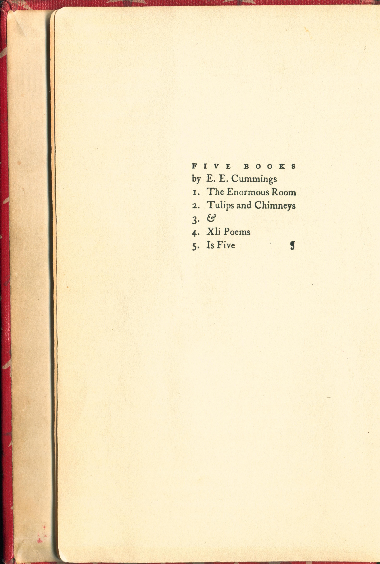 FIVE BOOKS
by E. E. Cummings
1. The Enormous Room
2. Tulips and Chimneys
3. &
4. Xli Poems
5. Is Five ¶